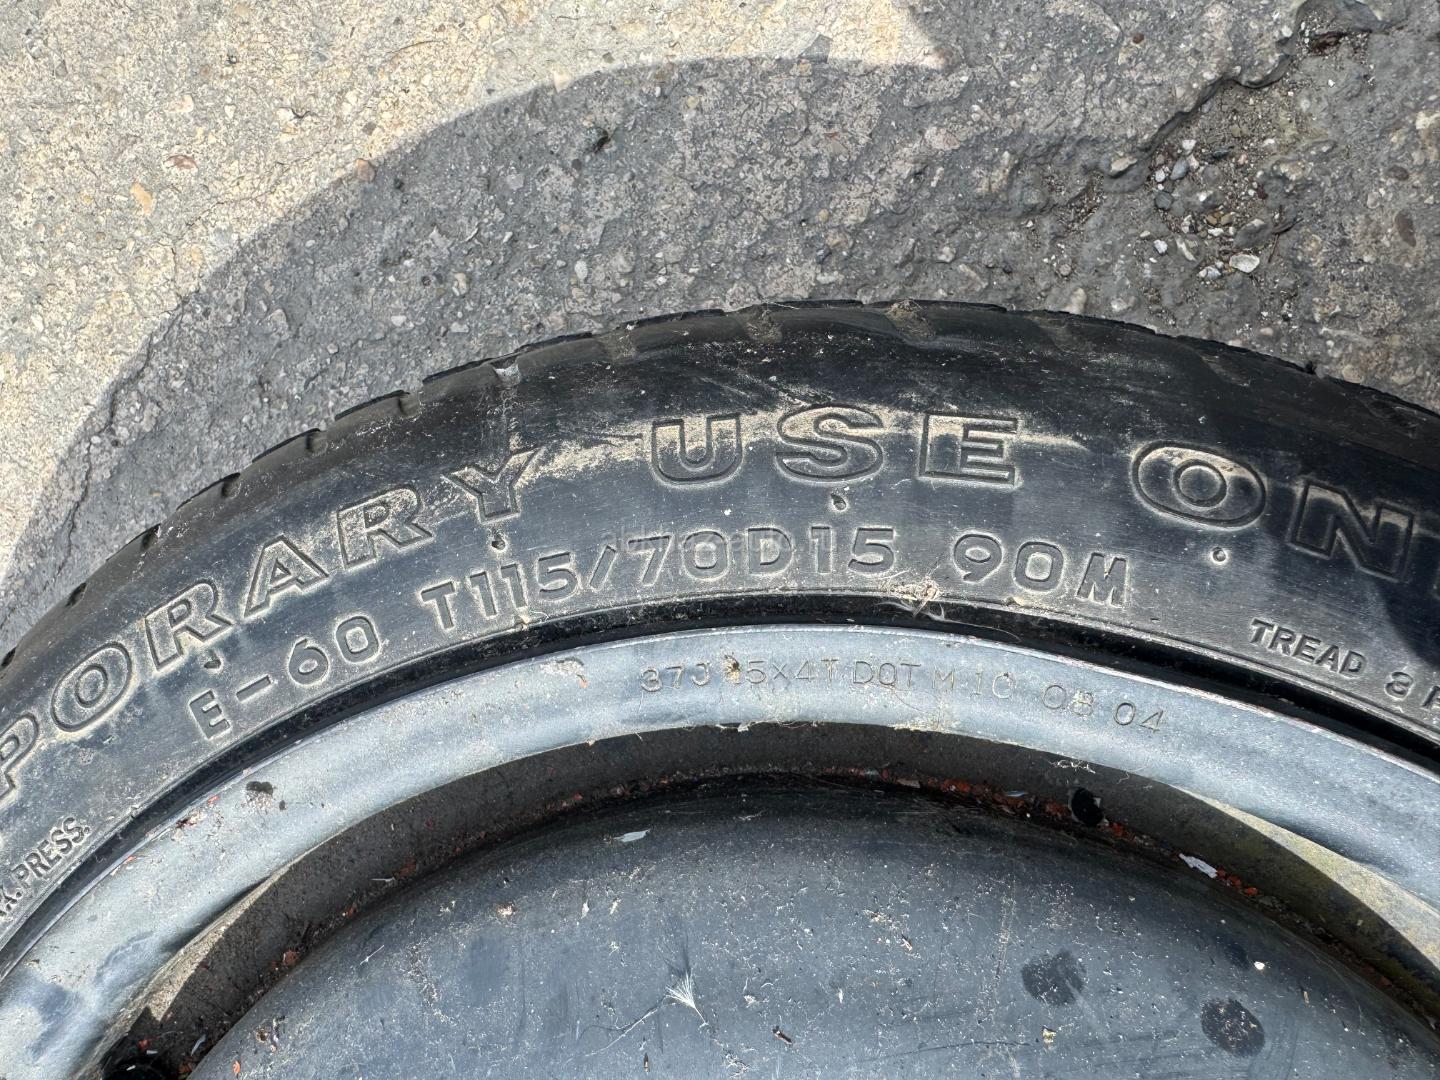 PORARY USE ON
E-60 T115/70D15 90M
TREAD
X. PRESS.
37J 15x4T DOT M 10 08 04